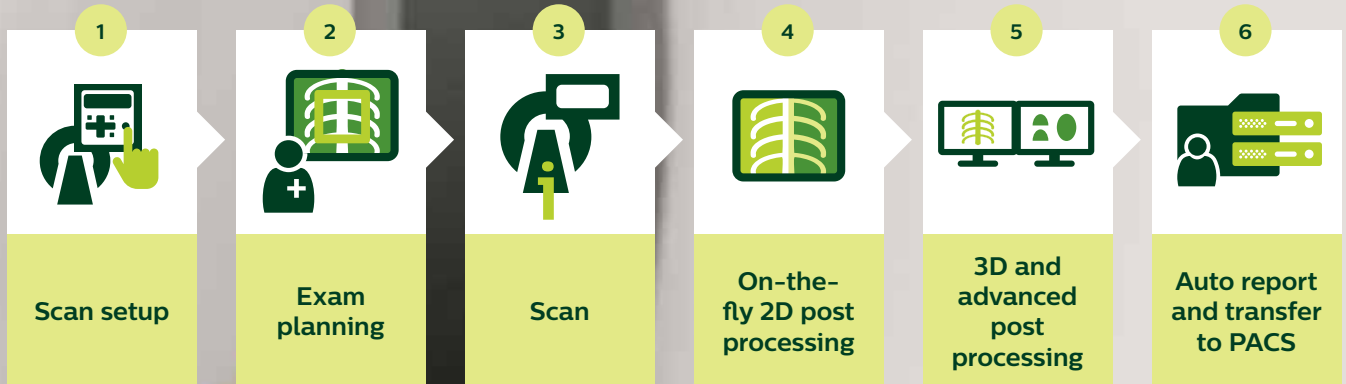 1
Scan setup
2
Exam
planning
3
Scan
4
On-the-
fly 2D post
processing
5
3D and
advanced
post
processing
6
Auto report
and transfer
to PACS